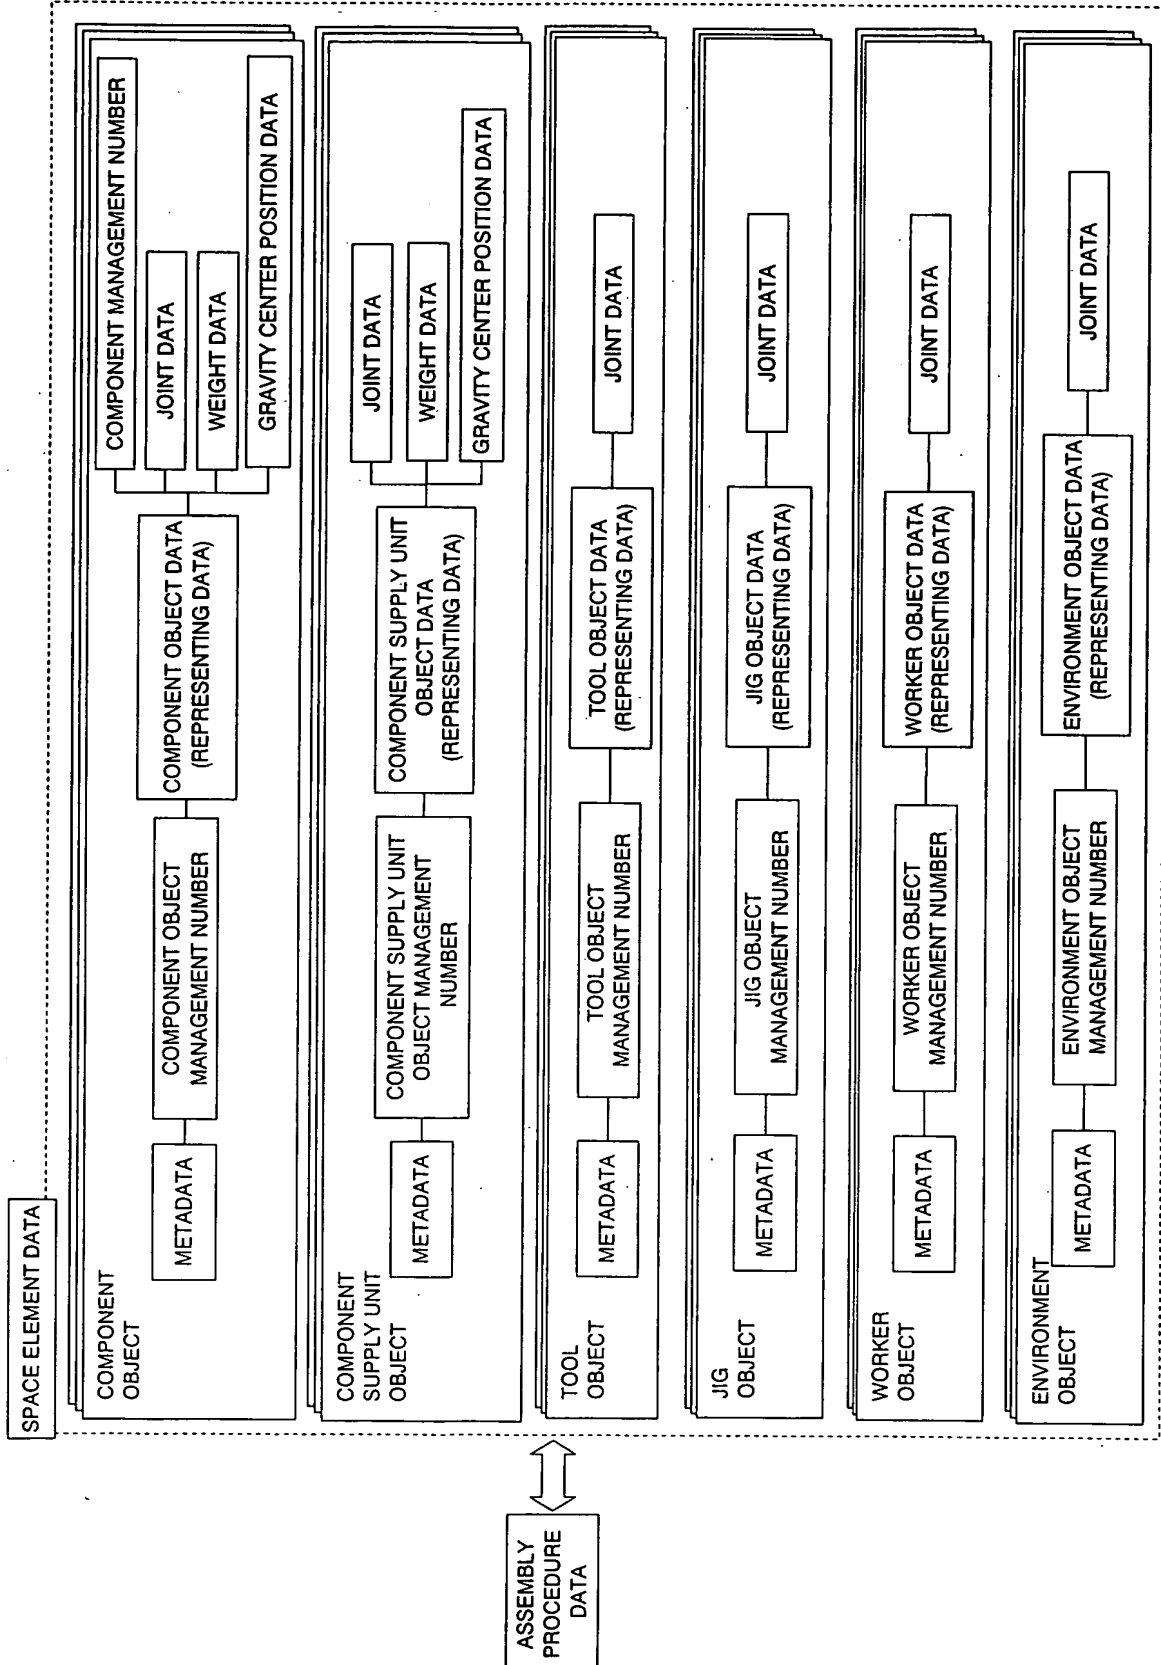 SPACE ELEMENT DATA
COMPONENT
OBJECT
METADATA
COMPONENT OBJECT
MANAGEMENT NUMBER
COMPONENT OBJECT DATA
(REPRESENTING DATA)
COMPONENT MANAGEMENT NUMBER
JOINT DATA
WEIGHT DATA
GRAVITY CENTER POSITION DATA
COMPONENT
SUPPLY UNIT
OBJECT
METADATA
COMPONENT SUPPLY UNIT
OBJECT MANAGEMENT
NUMBER
COMPONENT SUPPLY UNIT
OBJECT DATA
(REPRESENTING DATA)
JOINT DATA
WEIGHT DATA
GRAVITY CENTER POSITION DATA
ASSEMBLY
PROCEDURE
DATA
TOOL
OBJECT
METADATA
TOOL OBJECT
MANAGEMENT NUMBER
TOOL OBJECT DATA
(REPRESENTING DATA)
JOINT DATA
JIG
OBJECT
METADATA
JIG OBJECT
MANAGEMENT NUMBER
JIG OBJECT DATA
(REPRESENTING DATA)
JOINT DATA
WORKER
OBJECT
METADATA
WORKER OBJECT
MANAGEMENT NUMBER
WORKER OBJECT DATA
(REPRESENTING DATA)
JOINT DATA
ENVIRONMENT
OBJECT
METADATA
ENVIRONMENT OBJECT
MANAGEMENT NUMBER
ENVIRONMENT OBJECT DATA
(REPRESENTING DATA)
JOINT DATA